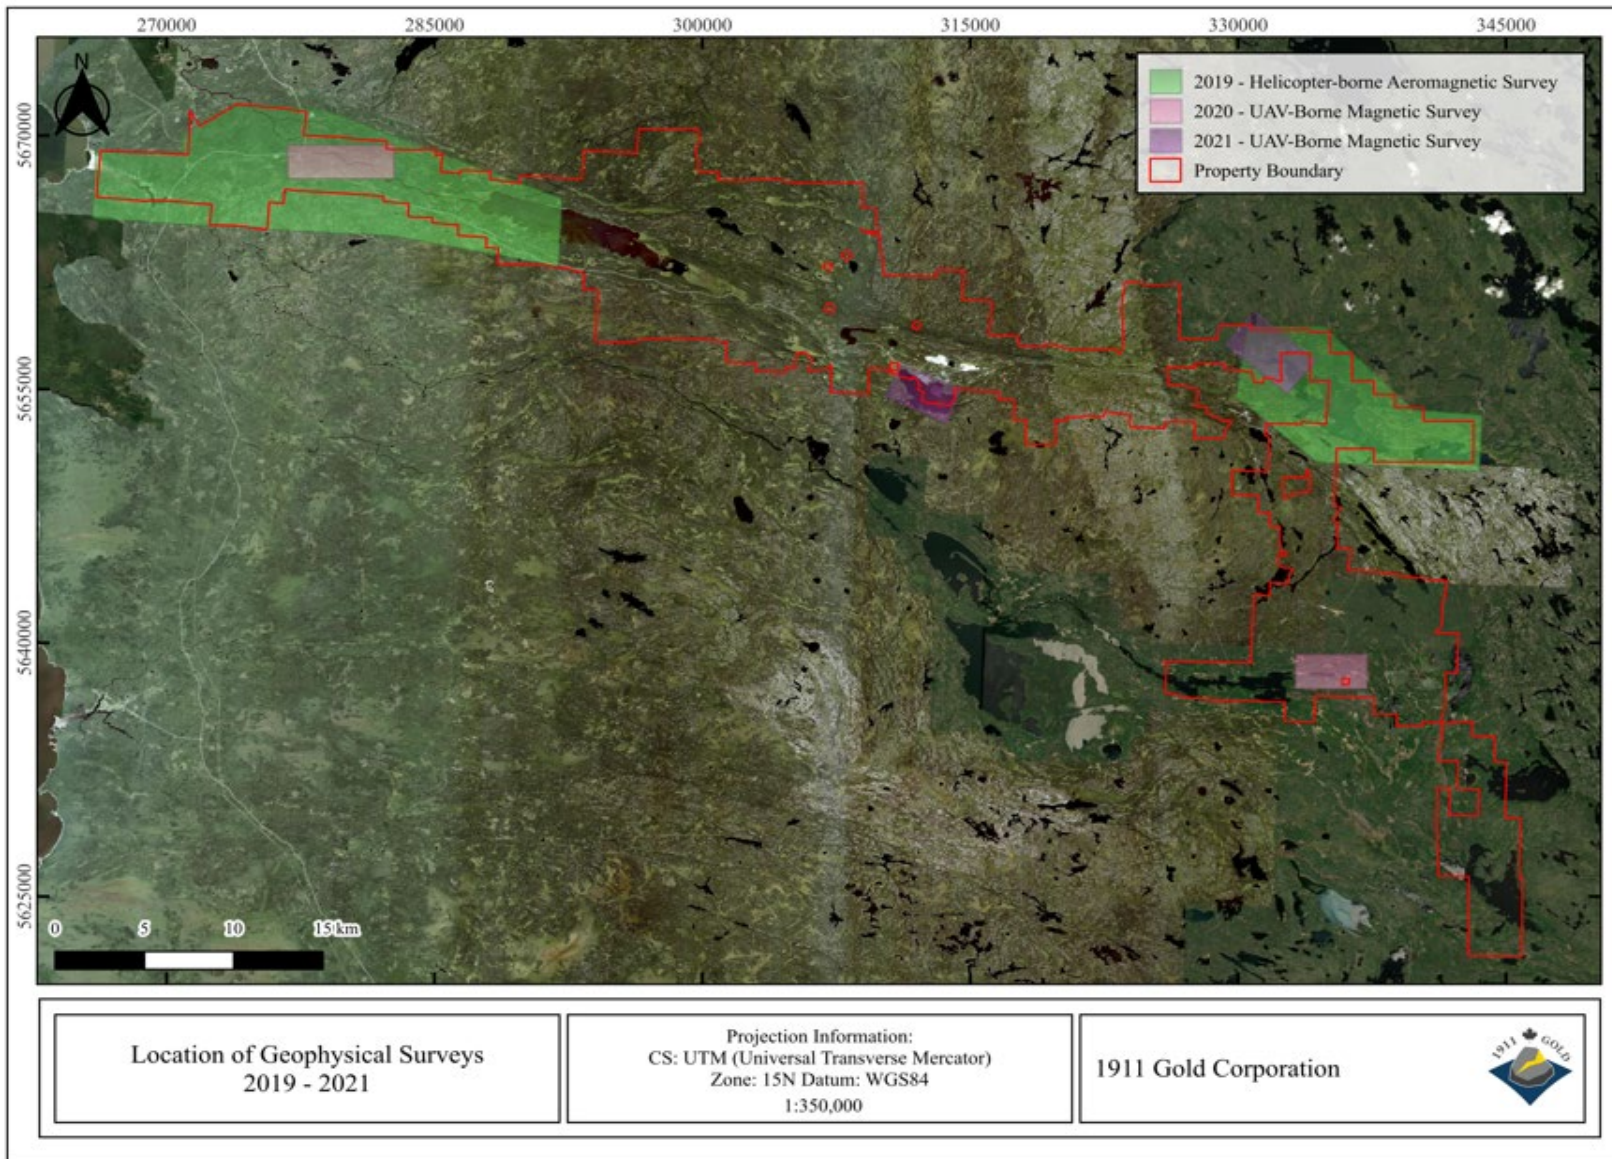 270000 285000 300000 315000 330000 345000
N
5670000
5655000
5640000
5625000
2019 - Helicopter-borne Aeromagnetic Survey
2020 - UAV-Borne Magnetic Survey
2021 - UAV-Borne Magnetic Survey
Property Boundary
0 5 10 15 km
Location of Geophysical Surveys
2019 - 2021
Projection Information:
CS: UTM (Universal Transverse Mercator)
Zone: 15N Datum: WGS84
1:350,000
1911 Gold Corporation
1911 GOLD